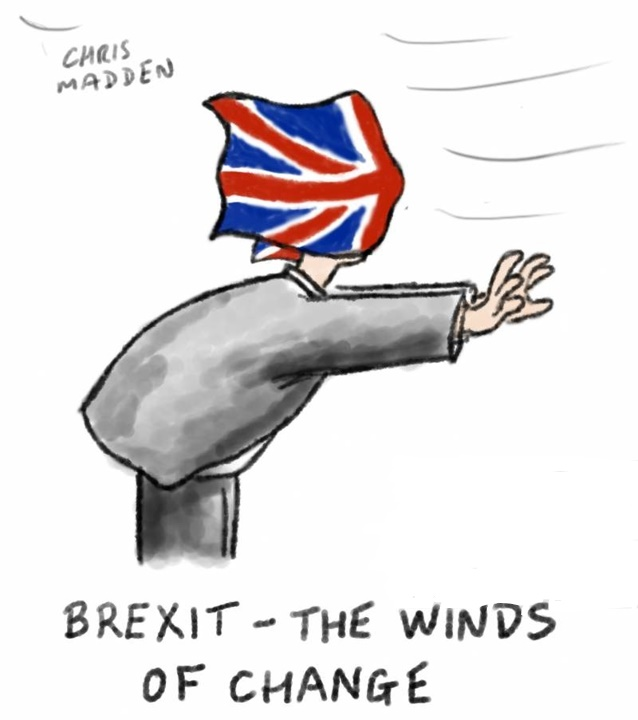 CHRIS
MADDEN
BREXIT - THE WINDS
OF CHANGE